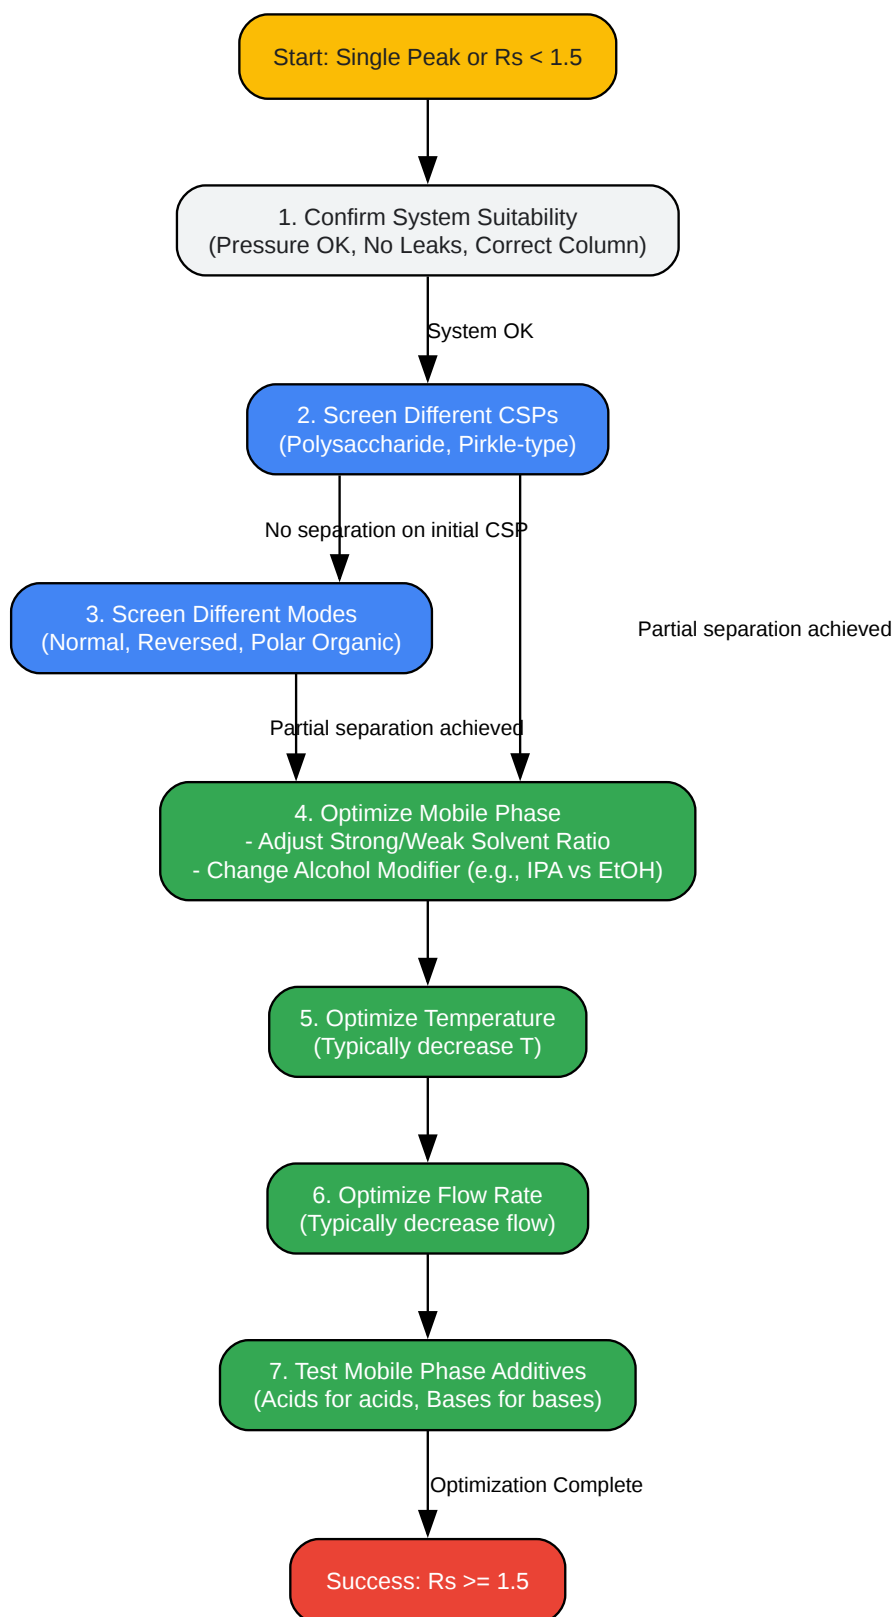 Start: Single Peak or Rs < 1.5
1. Confirm System Suitability
(Pressure OK, No Leaks, Correct Column)
System OK
2. Screen Different CSPs
(Polysaccharide, Pirkle-type)
No separation on initial CSP
3. Screen Different Modes
(Normal, Reversed, Polar Organic)
Partial separation achieved
Partial separation achieved
4. Optimize Mobile Phase
- Adjust Strong/Weak Solvent Ratio
- Change Alcohol Modifier (e.g., IPA vs EtOH)
5. Optimize Temperature
(Typically decrease T)
6. Optimize Flow Rate
(Typically decrease flow)
7. Test Mobile Phase Additives
(Acids for acids, Bases for bases)
Optimization Complete
Success: Rs >= 1.5